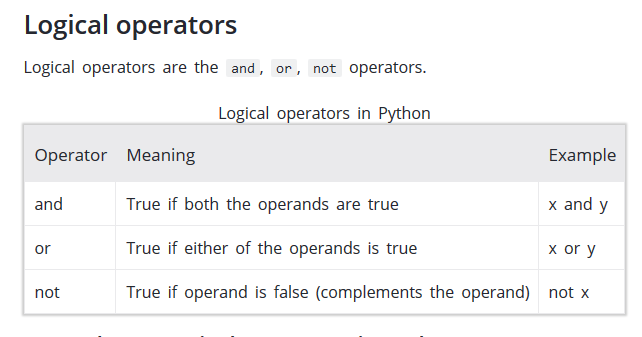 Logical operators
Logical operators are the and, or, not operators.
Logical operators in Python
Operator Meaning Example
and True if both the operands are true x and y
or True if either of the operands is true x or y
not True if operand is false (complements the operand) not x